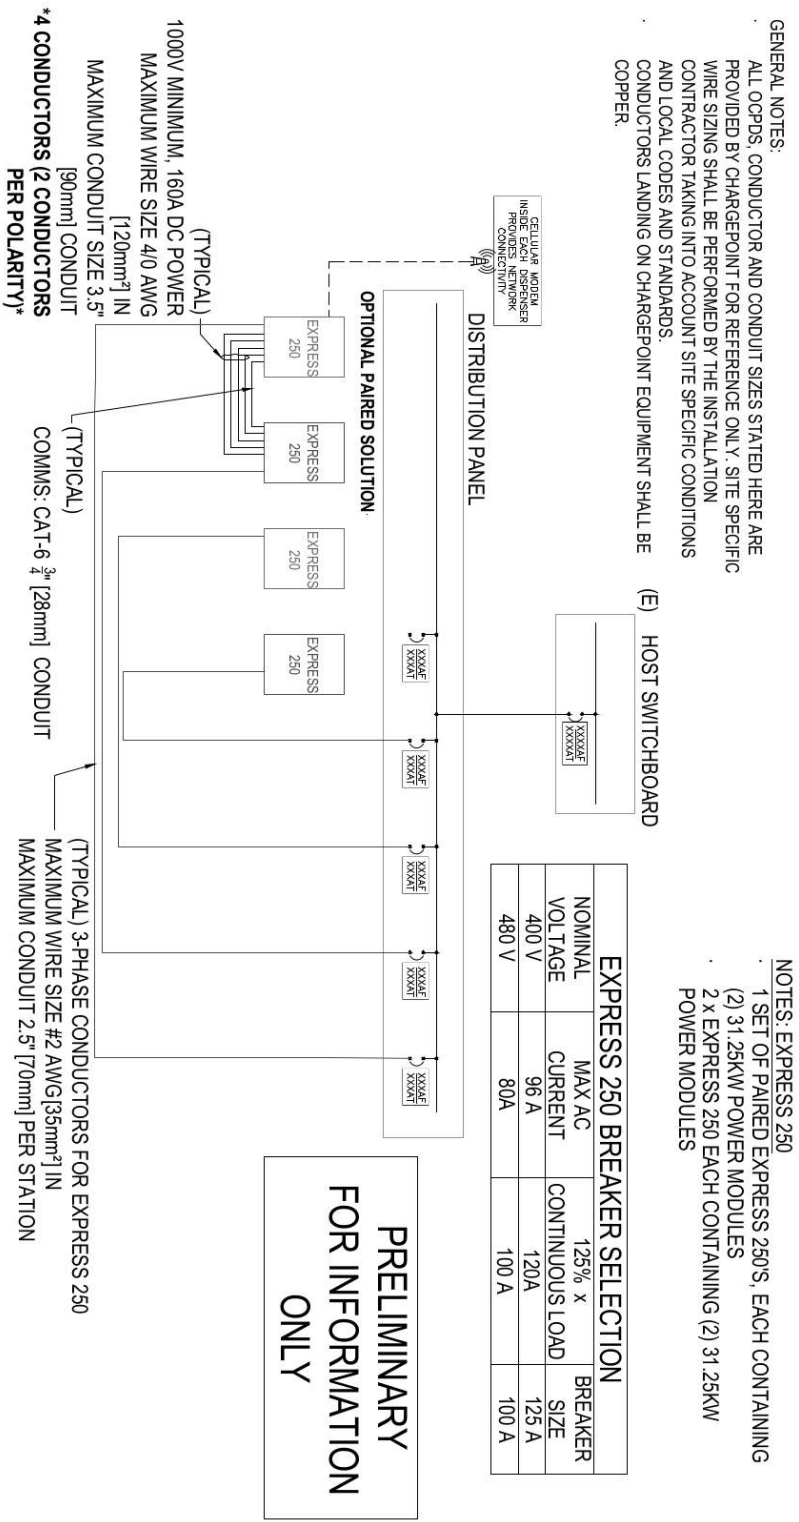 GENERAL NOTES:
· ALL OCPDS, CONDUCTOR AND CONDUIT SIZES STATED HERE ARE
PROVIDED BY CHARGEPOINT FOR REFERENCE ONLY. SITE SPECIFIC
WIRE SIZING SHALL BE PERFORMED BY THE INSTALLATION
CONTRACTOR TAKING INTO ACCOUNT SITE SPECIFIC CONDITIONS
AND LOCAL CODES AND STANDARDS.
· CONDUCTORS LANDING ON CHARGEPOINT EQUIPMENT SHALL BE
COPPER.
NOTES: EXPRESS 250
· 1 SET OF PAIRED EXPRESS 250'S, EACH CONTAINING
(2) 31.25KW POWER MODULES
· 2 x EXPRESS 250 EACH CONTAINING (2) 31.25KW
POWER MODULES
(E) HOST SWITCHBOARD
XXXXAF
XXXXAT
EXPRESS 250 BREAKER SELECTION
NOMINAL VOLTAGE
MAX AC CURRENT
125% x CONTINUOUS LOAD
BREAKER SIZE
400 V 96 A 120A 125 A
480 V 80A 100 A 100 A
CELLULAR MODEM
INSIDE EACH DISPENSER
PROVIDES NETWORK
CONNECTIVITY
DISTRIBUTION PANEL
XXXAF
XXXAT
XXXAF
XXXAT
XXXAF
XXXAT
XXXAF
XXXAT
XXXAF
XXXAT
OPTIONAL PAIRED SOLUTION
EXPRESS
250
EXPRESS
250
EXPRESS
250
EXPRESS
250
PRELIMINARY
FOR INFORMATION
ONLY
(TYPICAL)
1000V MINIMUM, 160A DC POWER
MAXIMUM WIRE SIZE 4/0 AWG
[120mm²] IN
MAXIMUM CONDUIT SIZE 3.5"
[90mm] CONDUIT
*4 CONDUCTORS (2 CONDUCTORS
PER POLARITY)*
(TYPICAL)
COMMS: CAT-6 3/4" [28mm] CONDUIT
(TYPICAL) 3-PHASE CONDUCTORS FOR EXPRESS 250
MAXIMUM WIRE SIZE #2 AWG[35mm²] IN
MAXIMUM CONDUIT 2.5" [70mm] PER STATION